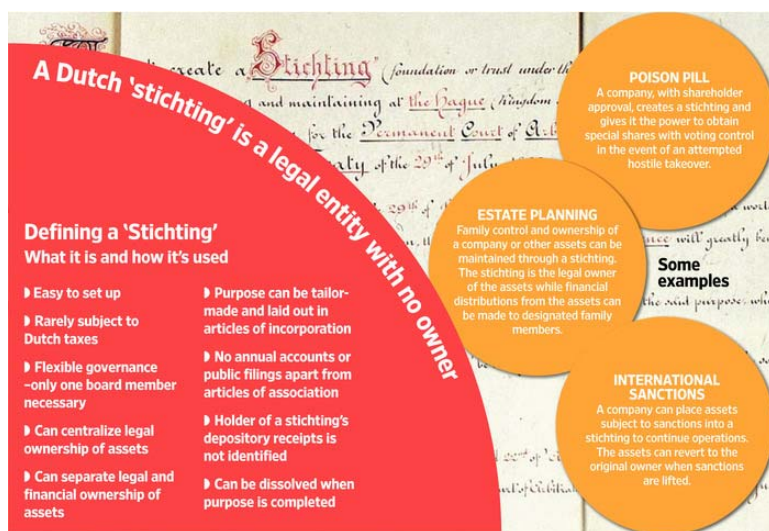 create a Stichting (foundation or trust under th
and maintaining at the Hague (Kingdom
for the Permanent Court of Arb
aty of the 29th of July
29th of
will greatly be
the said purpose, wh
A Dutch ‘stichting’ is a legal entity with no owner
Defining a ‘Stichting’
What it is and how it’s used
Easy to set up
Rarely subject to
Dutch taxes
Flexible governance
–only one board member
necessary
Can centralize legal
ownership of assets
Can separate legal and
financial ownership of
assets
Purpose can be tailor-
made and laid out in
articles of incorporation
No annual accounts or
public filings apart from
articles of association
Holder of a stichting’s
depository receipts is
not identified
Can be dissolved when
purpose is completed
Some
examples
POISON PILL
A company, with shareholder
approval, creates a stichting and
gives it the power to obtain
special shares with voting control
in the event of an attempted
hostile takeover.
ESTATE PLANNING
Family control and ownership of
a company or other assets can be
maintained through a stichting.
The stichting is the legal owner
of the assets while financial
distributions from the assets can
be made to designated family
members.
INTERNATIONAL
SANCTIONS
A company can place assets
subject to sanctions into a
stichting to continue operations.
The assets can revert to the
original owner when sanctions
are lifted.